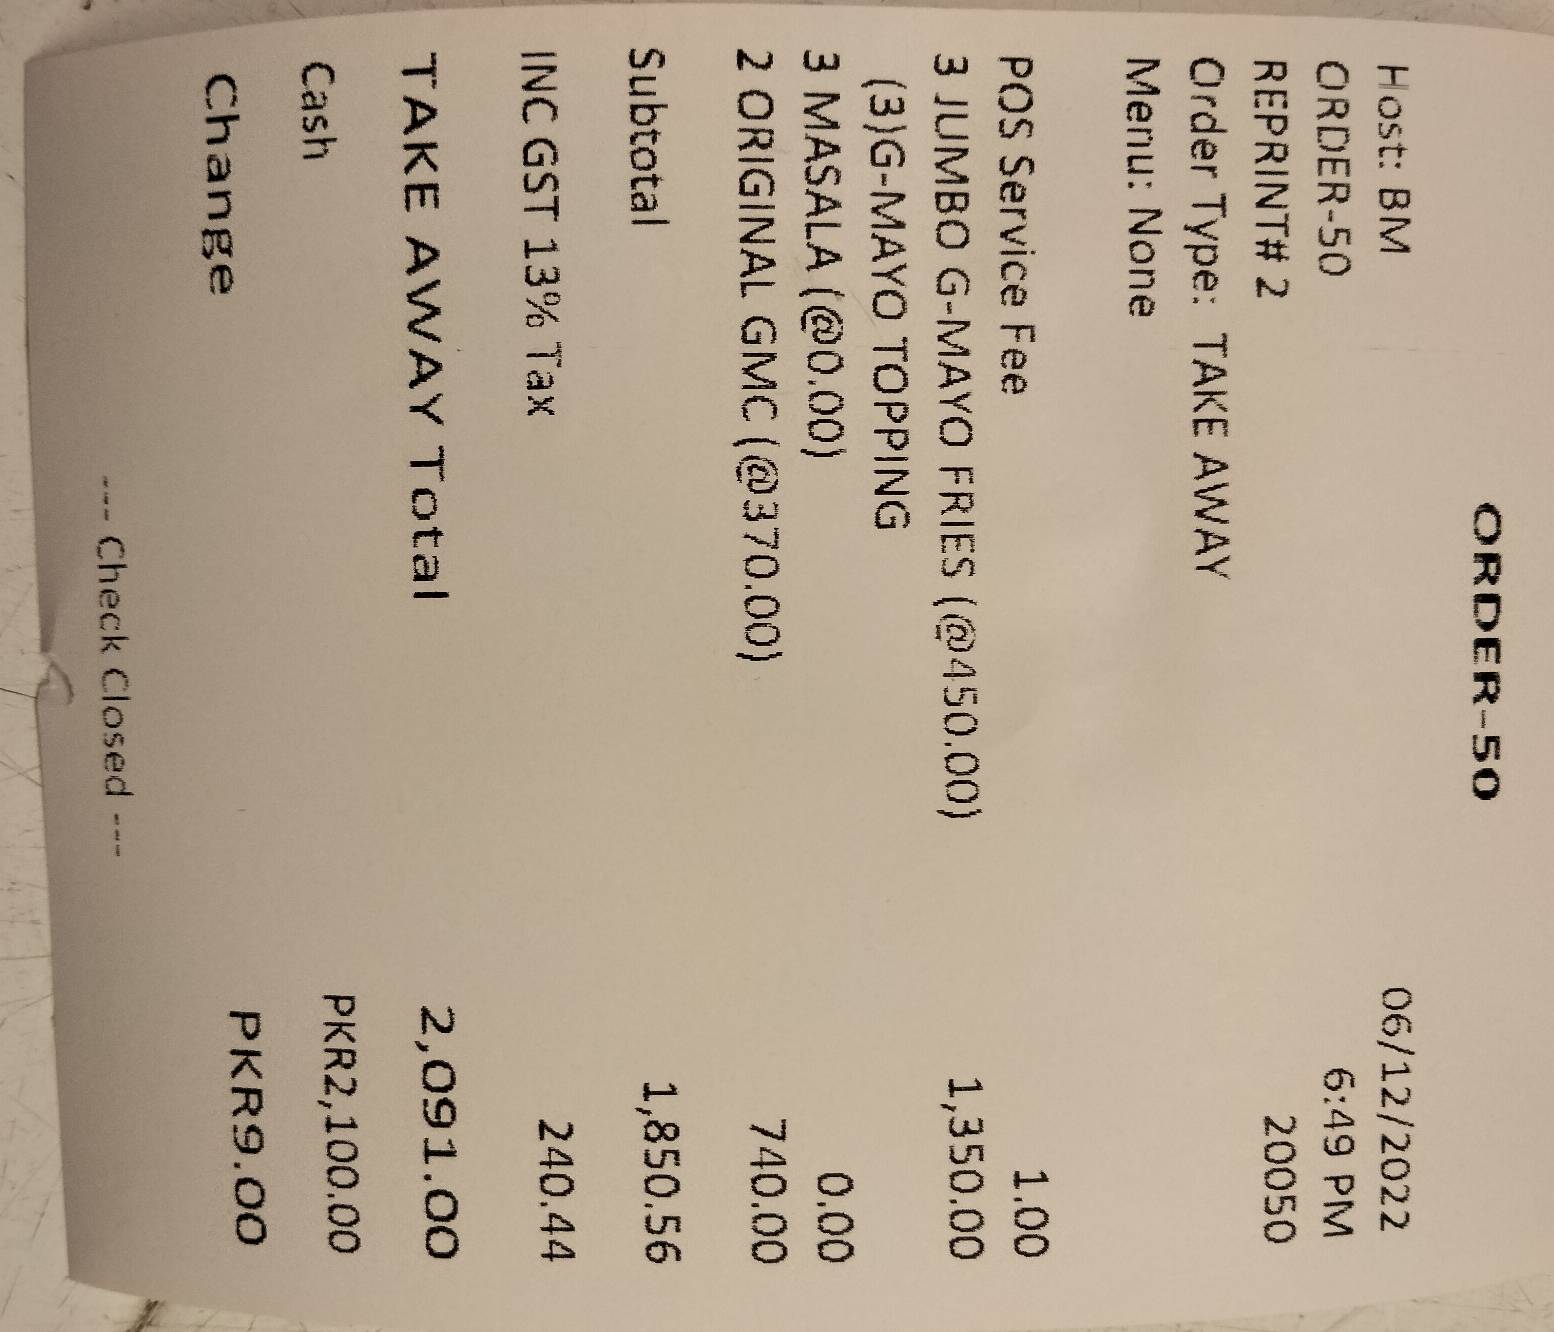 ORDER-50
Host: BM 06/12/2022
ORDER-50 6:49 PM
REPRINT# 2 20050
Order Type: TAKE AWAY
Menu: None
POS Service Fee 1.00
3 JUMBO G-MAYO FRIES (@450.00) 1,350.00
(3)G-MAYO TOPPING
3 MASALA (@0.00) 0.00
2 ORIGINAL GMC (@370.00) 740.00
Subtotal 1,850.56
INC GST 13% Tax 240.44
TAKE AWAY Total 2,091.00
Cash PKR2,100.00
Change PKR9.00
--- Check Closed ---